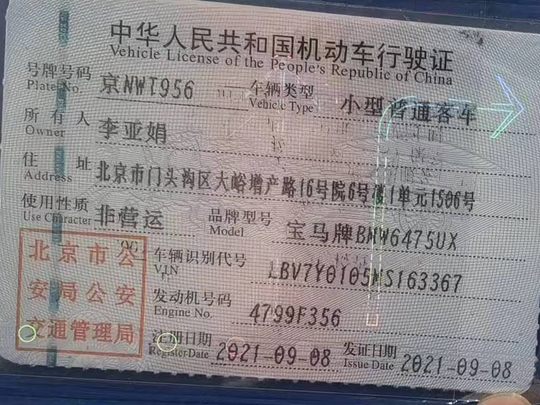 中华人民共和国机动车行驶证
Vehicle License of the People's Republic of China
号牌号码 京NWT956 车辆类型 小型普通客车
Plate No. Vehicle Type
所有人 李亚娟
Owner
住址 北京市门头沟区大峪增产路16号院6号楼1单元1506号
Address
使用性质 非营运 品牌型号 宝马牌BMW6475UX
Use Character Model
北京市公
安局公安
交通管理局
车辆识别代号 LBV7Y0105MS163367
VIN
发动机号码 4799F356
Engine No.
注册日期 2021-09-08 发证日期 2021-09-08
Register Date Issue Date